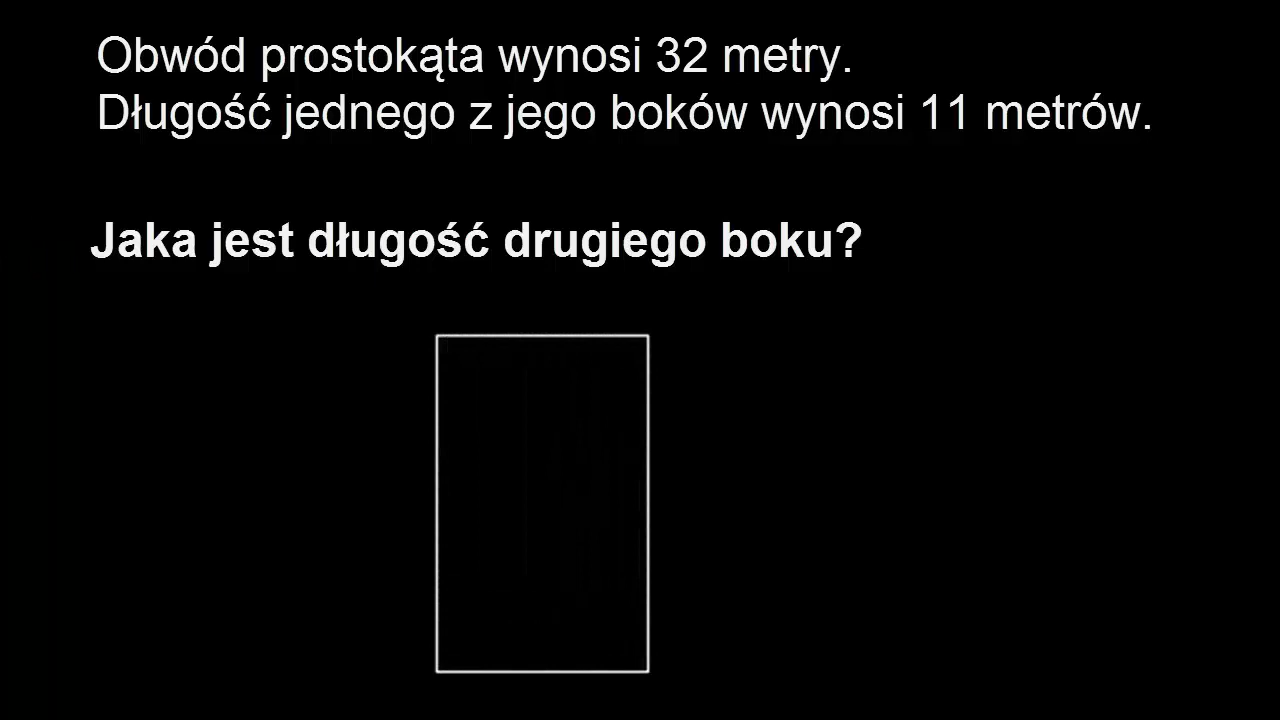 Obwód prostokąta wynosi 32 metry.
Długość jednego z jego boków wynosi 11 metrów.
Jaka jest długość drugiego boku?